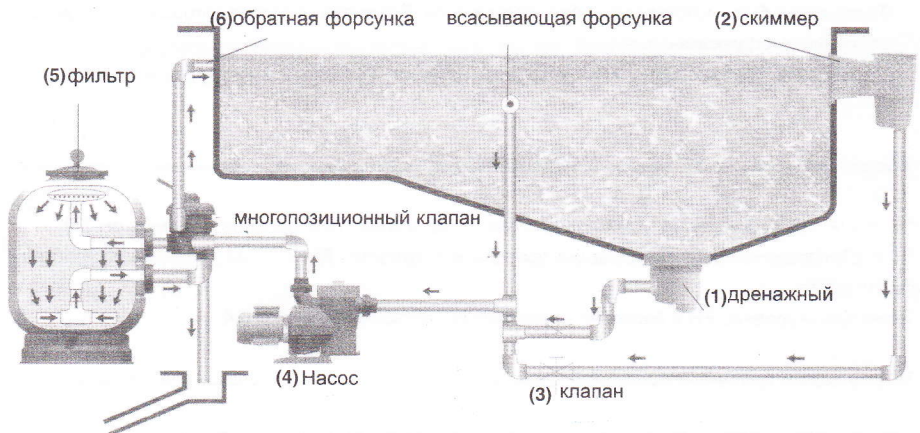 (6)обратная форсунка
всасывающая форсунка
(2)скиммер
(5)фильтр
многопозиционный клапан
(1)дренажный
(4)Насос
(3) клапан